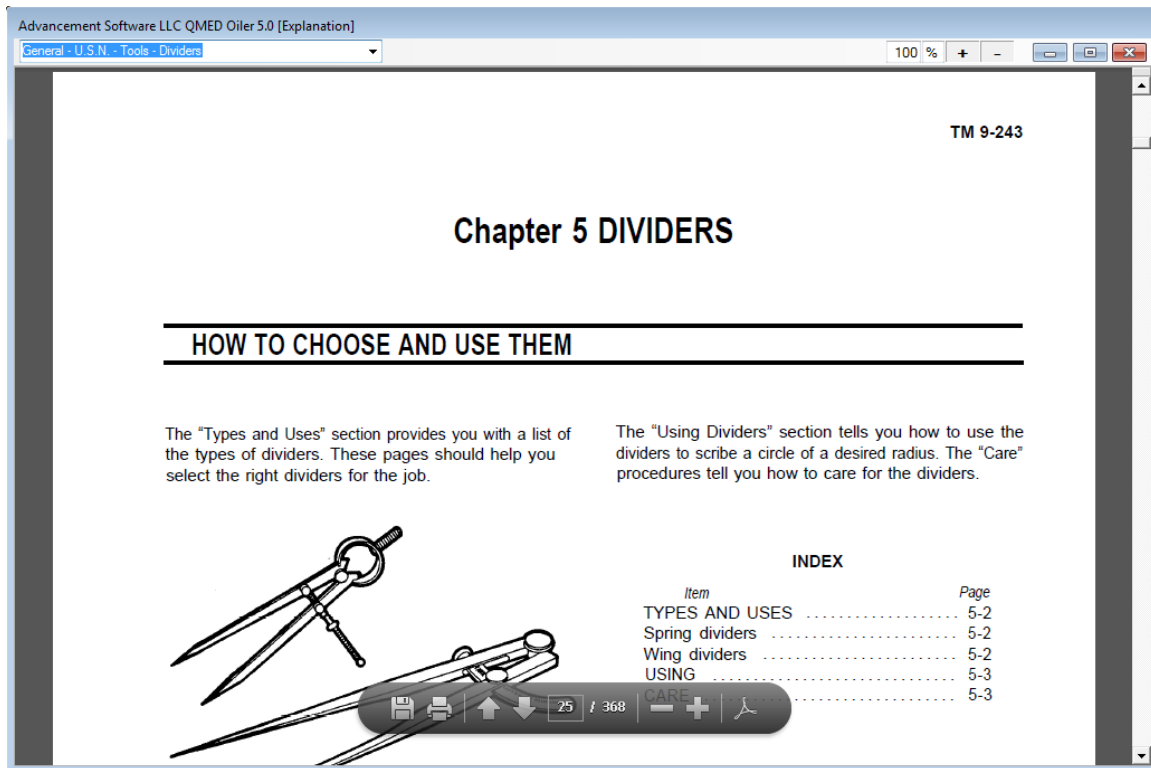 Advancement Software LLC QMED Oiler 5.0 [Explanation]
General - U.S.N. - Tools - Dividers
100 % + -
TM 9-243
Chapter 5 DIVIDERS
HOW TO CHOOSE AND USE THEM
The “Types and Uses” section provides you with a list of
the types of dividers. These pages should help you
select the right dividers for the job.
The “Using Dividers” section tells you how to use the
dividers to scribe a circle of a desired radius. The “Care”
procedures tell you how to care for the dividers.
INDEX
Item Page
TYPES AND USES .................... 5-2
Spring dividers ....................... 5-2
Wing dividers ........................ 5-2
USING .............................. 5-3
CARE .............................. 5-3
25 / 368